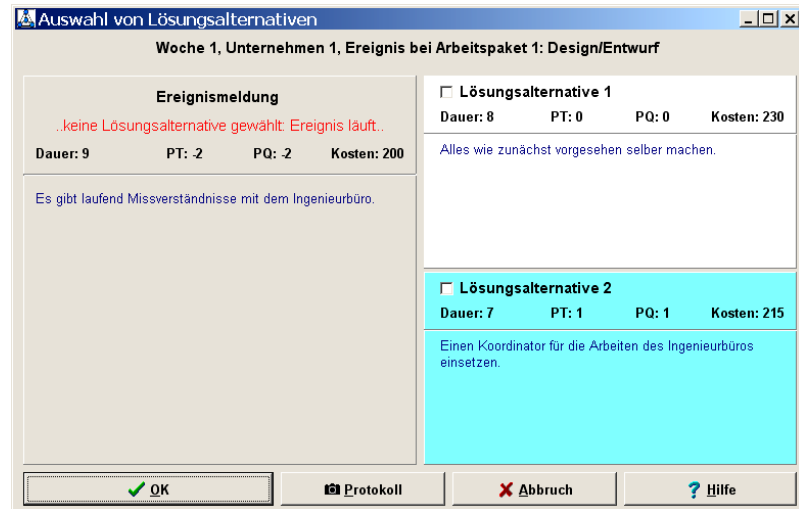 Auswahl von Lösungsalternativen
Woche 1, Unternehmen 1, Ereignis bei Arbeitspaket 1: Design/Entwurf
Ereignismeldung
..keine Lösungsalternative gewählt: Ereignis läuft..
Dauer: 9 PT: -2 PQ: -2 Kosten: 200
Es gibt laufend Missverständnisse mit dem Ingenieurbüro.
Lösungsalternative 1
Dauer: 8 PT: 0 PQ: 0 Kosten: 230
Alles wie zunächst vorgesehen selber machen.
Lösungsalternative 2
Dauer: 7 PT: 1 PQ: 1 Kosten: 215
Einen Koordinator für die Arbeiten des Ingenieurbüros
einsetzen.
OK Protokoll Abbruch Hilfe